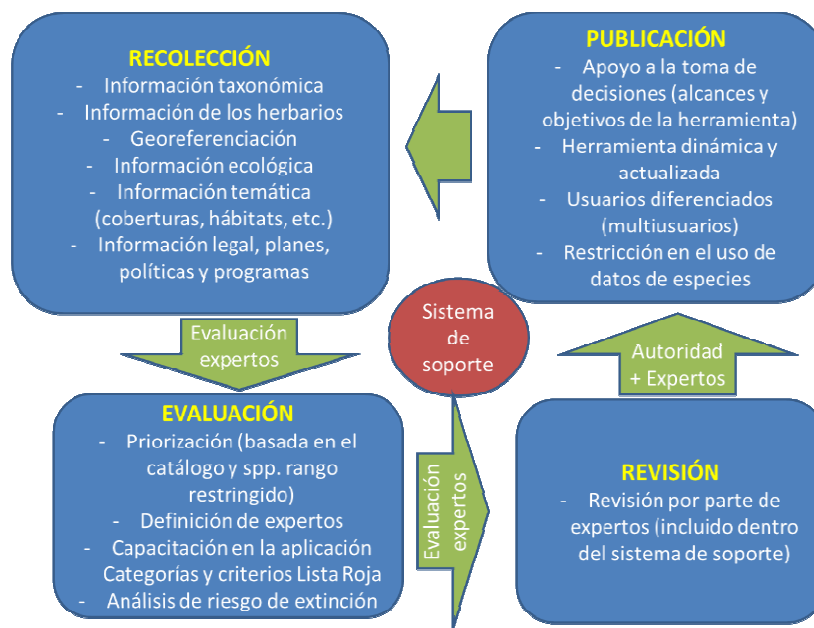 RECOLECCIÓN
- Información taxonómica
- Información de los herbarios
- Georeferenciación
- Información ecológica
- Información temática
(coberturas, hábitats, etc.)
- Información legal, planes,
políticas y programas
PUBLICACIÓN
- Apoyo a la toma de
decisiones (alcances y
objetivos de la herramienta)
- Herramienta dinámica y
actualizada
- Usuarios diferenciados
(multiusuarios)
- Restricción en el uso de
datos de especies
Evaluación
expertos
Sistema
de
soporte
Autoridad
+ Expertos
EVALUACIÓN
- Priorización (basada en el
catálogo y spp. rango
restringido)
- Definición de expertos
- Capacitación en la aplicación
Categorías y criterios Lista Roja
- Análisis de riesgo de extinción
Evaluación
expertos
REVISIÓN
- Revisión por parte de
expertos (incluido dentro
del sistema de soporte)